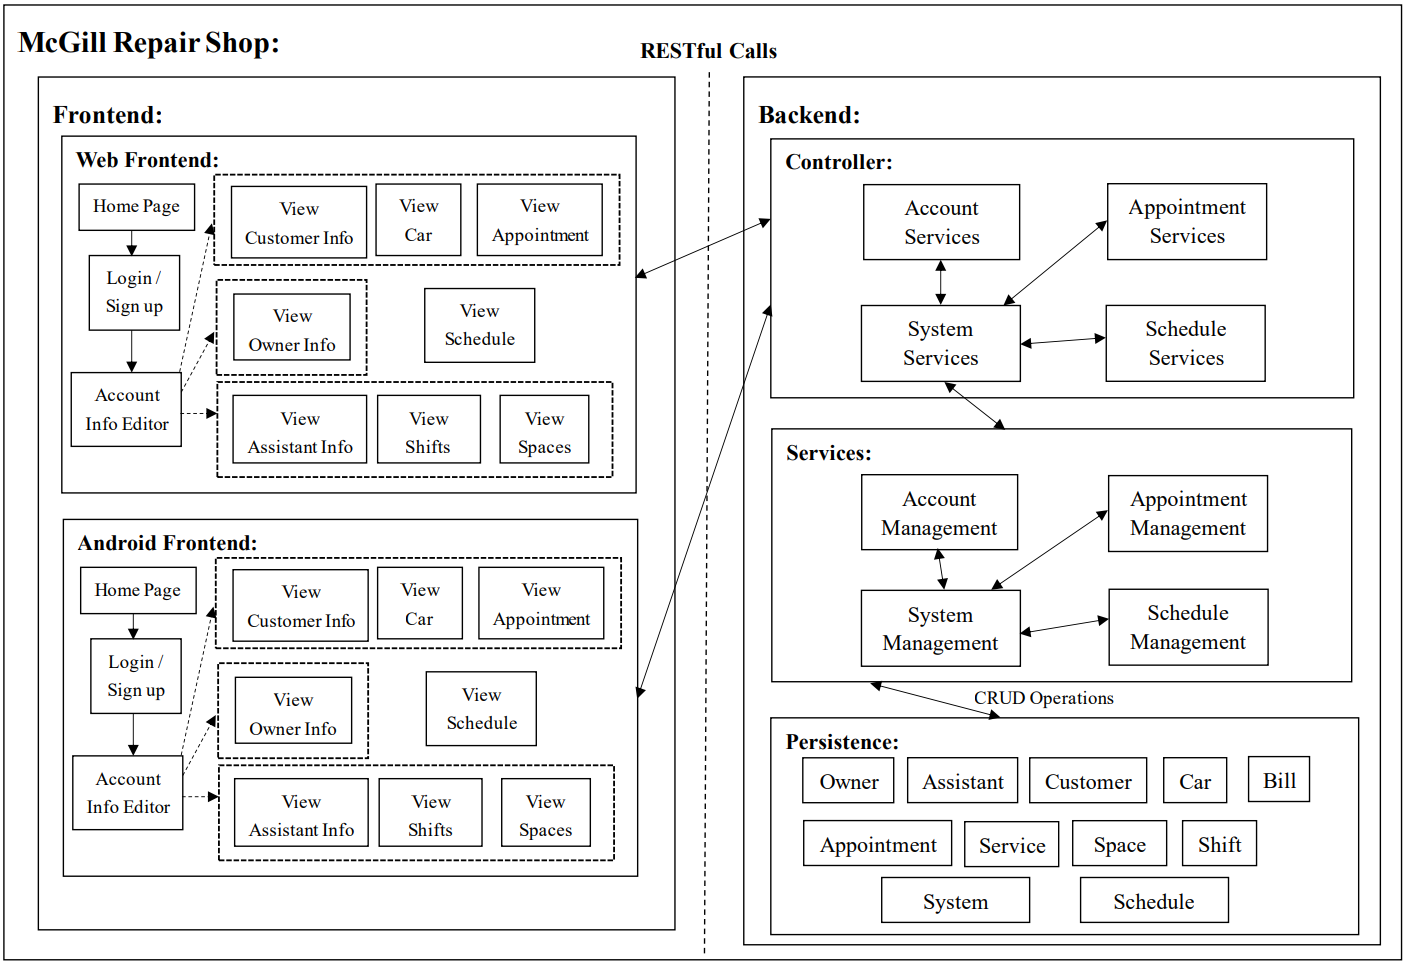 McGill Repair Shop:
RESTful Calls
Frontend:
Web Frontend:
Home Page
Login /
Sign up
Account
Info Editor
View
Customer Info
View
Car
View
Appointment
View
Owner Info
View
Schedule
View
Assistant Info
View
Shifts
View
Spaces
Android Frontend:
Home Page
Login /
Sign up
Account
Info Editor
View
Customer Info
View
Car
View
Appointment
View
Owner Info
View
Schedule
View
Assistant Info
View
Shifts
View
Spaces
Backend:
Controller:
Account
Services
Appointment
Services
System
Services
Schedule
Services
Services:
Account
Management
Appointment
Management
System
Management
Schedule
Management
CRUD Operations
Persistence:
Owner
Assistant
Customer
Car
Bill
Appointment
Service
Space
Shift
System
Schedule